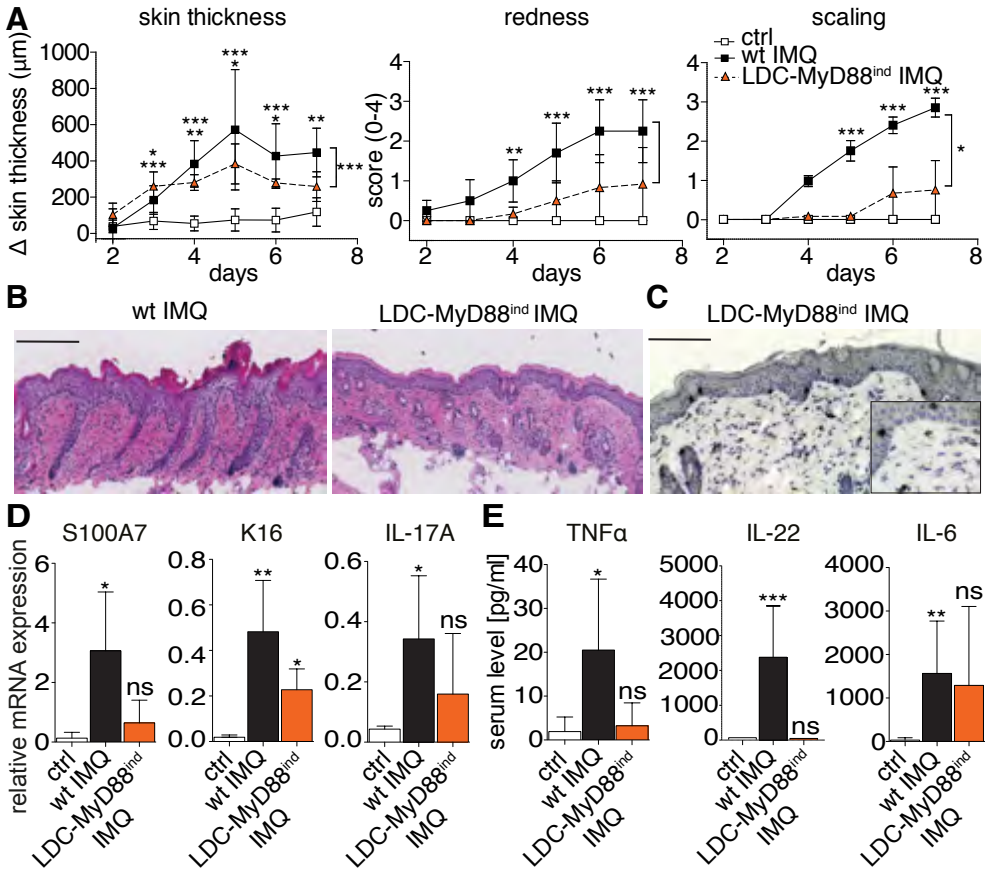 A
skin thickness
redness
scaling
ctrl
wt IMQ
LDC-MyD88ind IMQ
Δ skin thickness (µm)
1000
800
600
400
200
0
*
***
***
**
***
*
***
*
**
***
2 4 6 8
days
score (0-4)
4
3
2
1
0
**
***
***
***
2 4 6 8
days
4
3
2
1
0
***
***
***
*
2 4 6 8
days
B
wt IMQ
LDC-MyD88ind IMQ
C
LDC-MyD88ind IMQ
D
S100A7
K16
IL-17A
relative mRNA expression
6
4
2
0
*
ns
ctrl
wt IMQ
LDC-MyD88ind
IMQ
0.8
0.6
0.4
0.2
0.0
**
*
ctrl
wt IMQ
LDC-MyD88ind
IMQ
0.6
0.4
0.2
0.0
*
ns
ctrl
wt IMQ
LDC-MyD88ind
IMQ
E
TNFα
IL-22
IL-6
serum level [pg/ml]
40
30
20
10
0
*
ns
ctrl
wt IMQ
LDC-MyD88ind
IMQ
5000
4000
3000
2000
1000
0
***
ns
ctrl
wt IMQ
LDC-MyD88ind
IMQ
4000
3000
2000
1000
0
**
ns
ctrl
wt IMQ
LDC-MyD88ind
IMQ